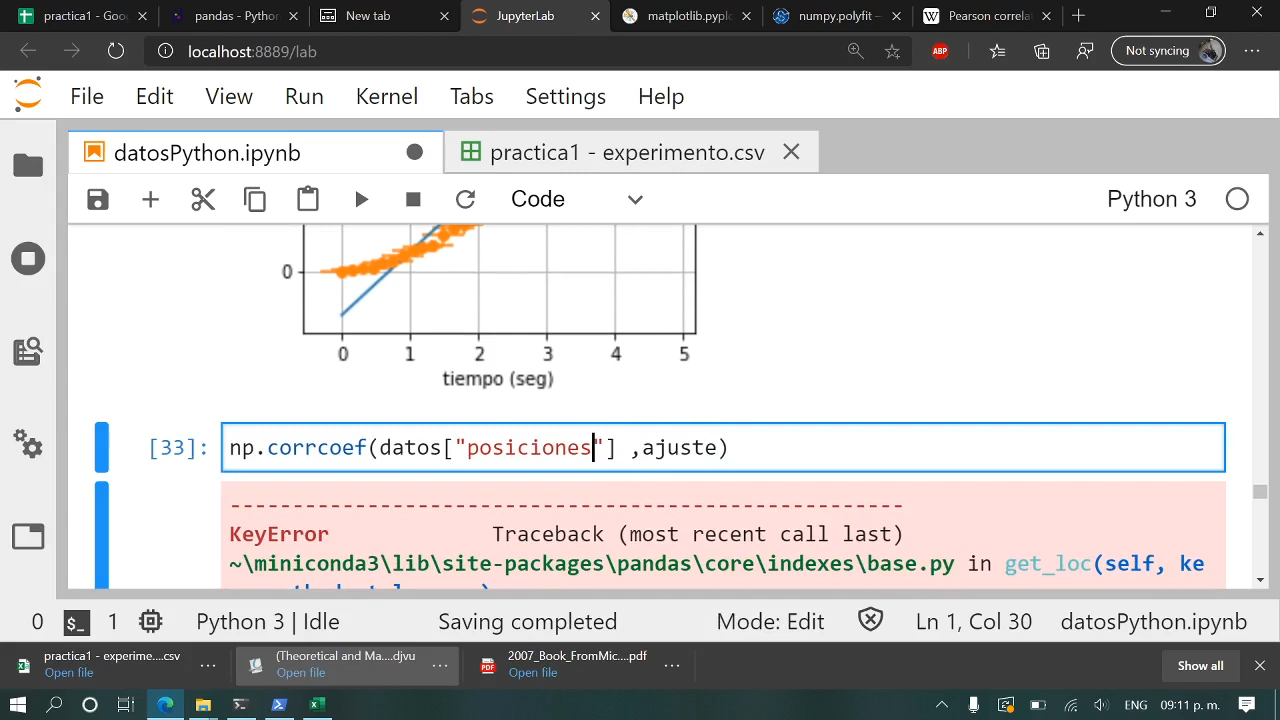 practica1 - Goo
pandas - Python
New tab
JupyterLab
matplotlib.pyplo
numpy.polyfit —
Pearson correlat
localhost:8889/lab
ABP
Not syncing
File Edit View Run Kernel Tabs Settings Help
datosPython.ipynb
practica1 - experimento.csv
Code
Python 3
0
0 1 2 3 4 5
tiempo (seg)
[33]: np.corrcoef(datos["posiciones"] ,ajuste)
---------------------------------------------------------
KeyError Traceback (most recent call last)
~\miniconda3\lib\site-packages\pandas\core\indexes\base.py in get_loc(self, ke
0 $_ 1 Python 3 | Idle Saving completed Mode: Edit Ln 1, Col 30 datosPython.ipynb
practica1 - experime....csv
Open file
(Theoretical and Ma....djvu
Open file
PDF
2007_Book_FromMic....pdf
Open file
Show all
ENG 09:11 p. m.